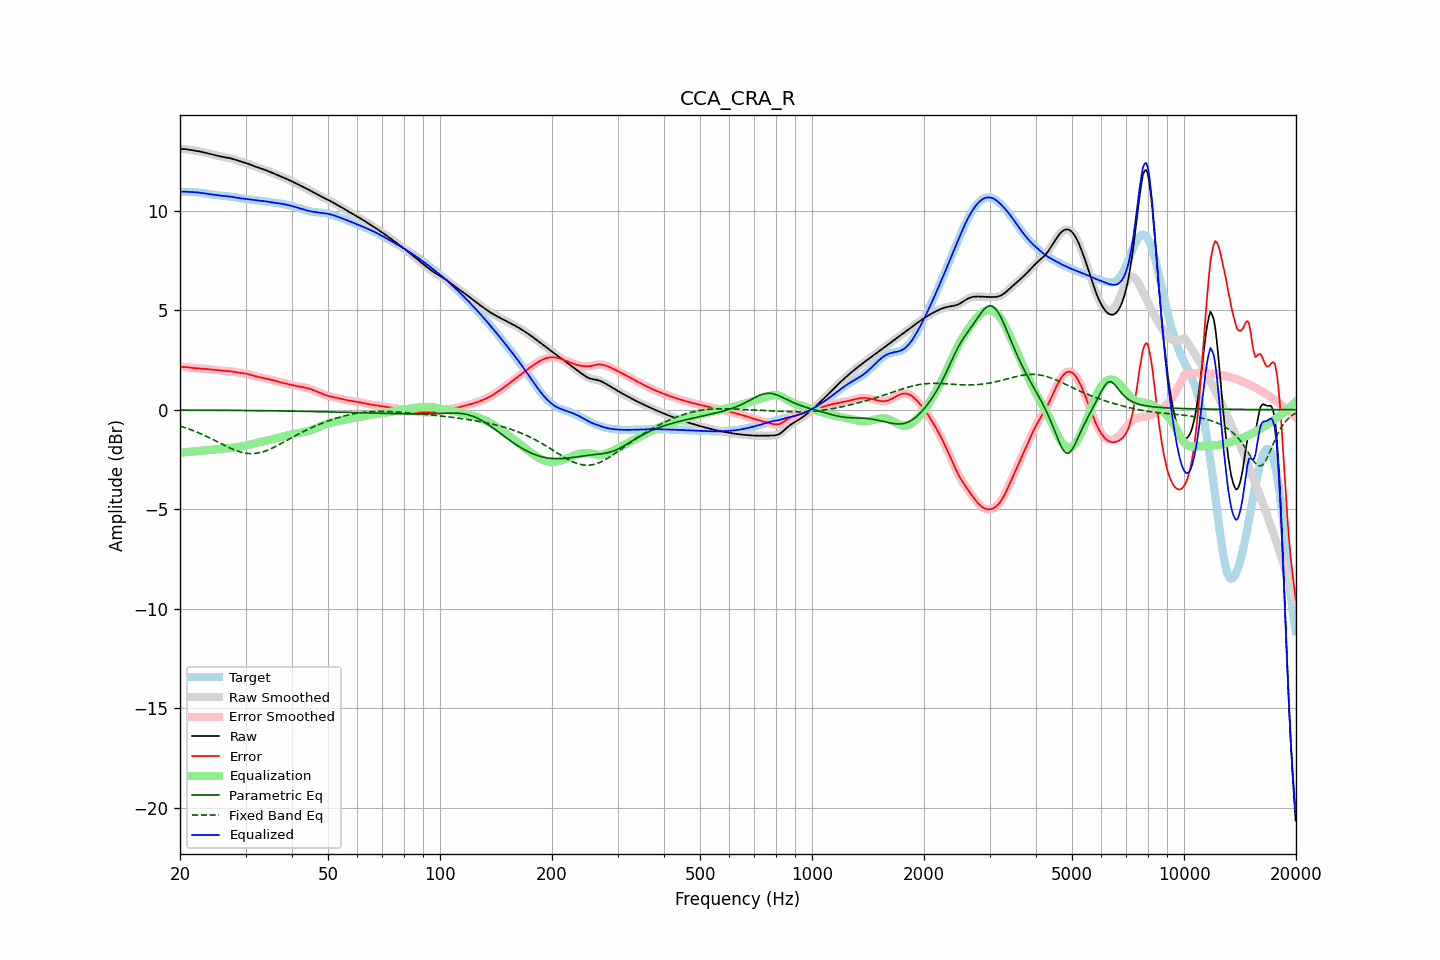 CCA_CRA_R
Amplitude (dBr)
10
5
0
−5
−10
−15
−20
Target
Raw Smoothed
Error Smoothed
Raw
Error
Equalization
Parametric Eq
Fixed Band Eq
Equalized
20 50 100 200 500 1000 2000 5000 10000 20000
Frequency (Hz)